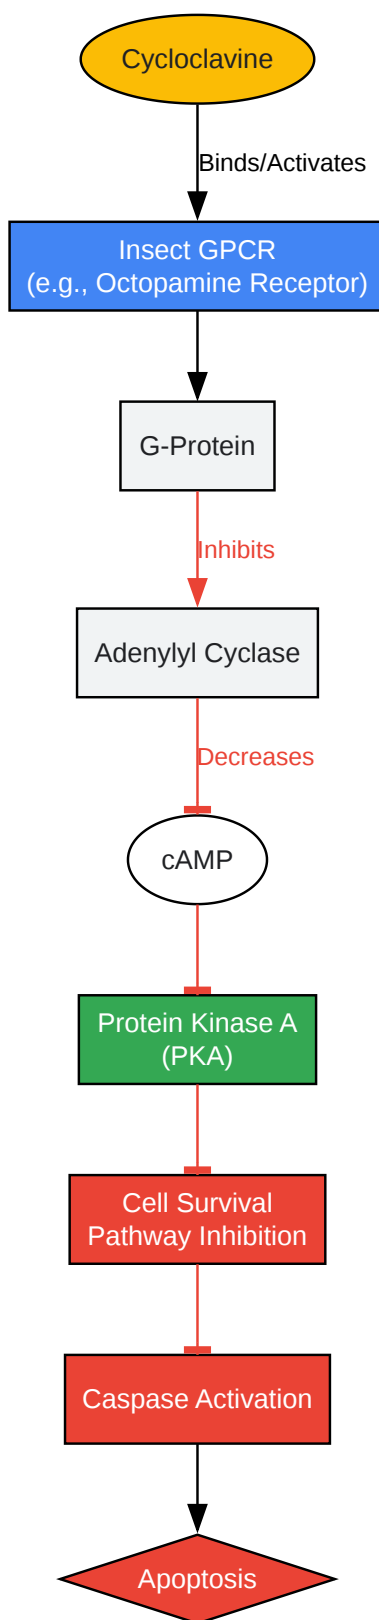 Cycloclavine
Binds/Activates
Insect GPCR
(e.g., Octopamine Receptor)
G-Protein
Inhibits
Adenylyl Cyclase
Decreases
cAMP
Protein Kinase A
(PKA)
Cell Survival
Pathway Inhibition
Caspase Activation
Apoptosis